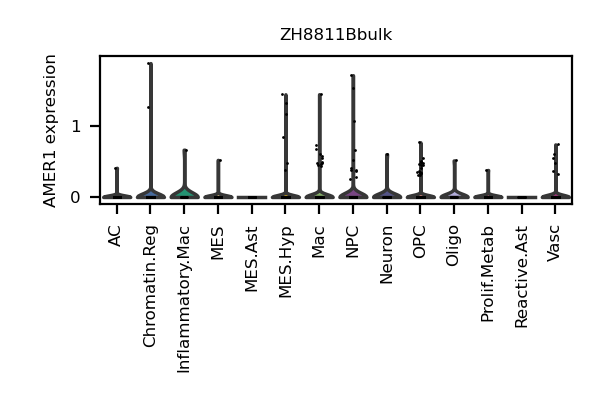 ZH8811Bbulk
AMER1 expression
1
0
AC
Chromatin.Reg
Inflammatory.Mac
MES
MES.Ast
MES.Hyp
Mac
NPC
Neuron
OPC
Oligo
Prolif.Metab
Reactive.Ast
Vasc